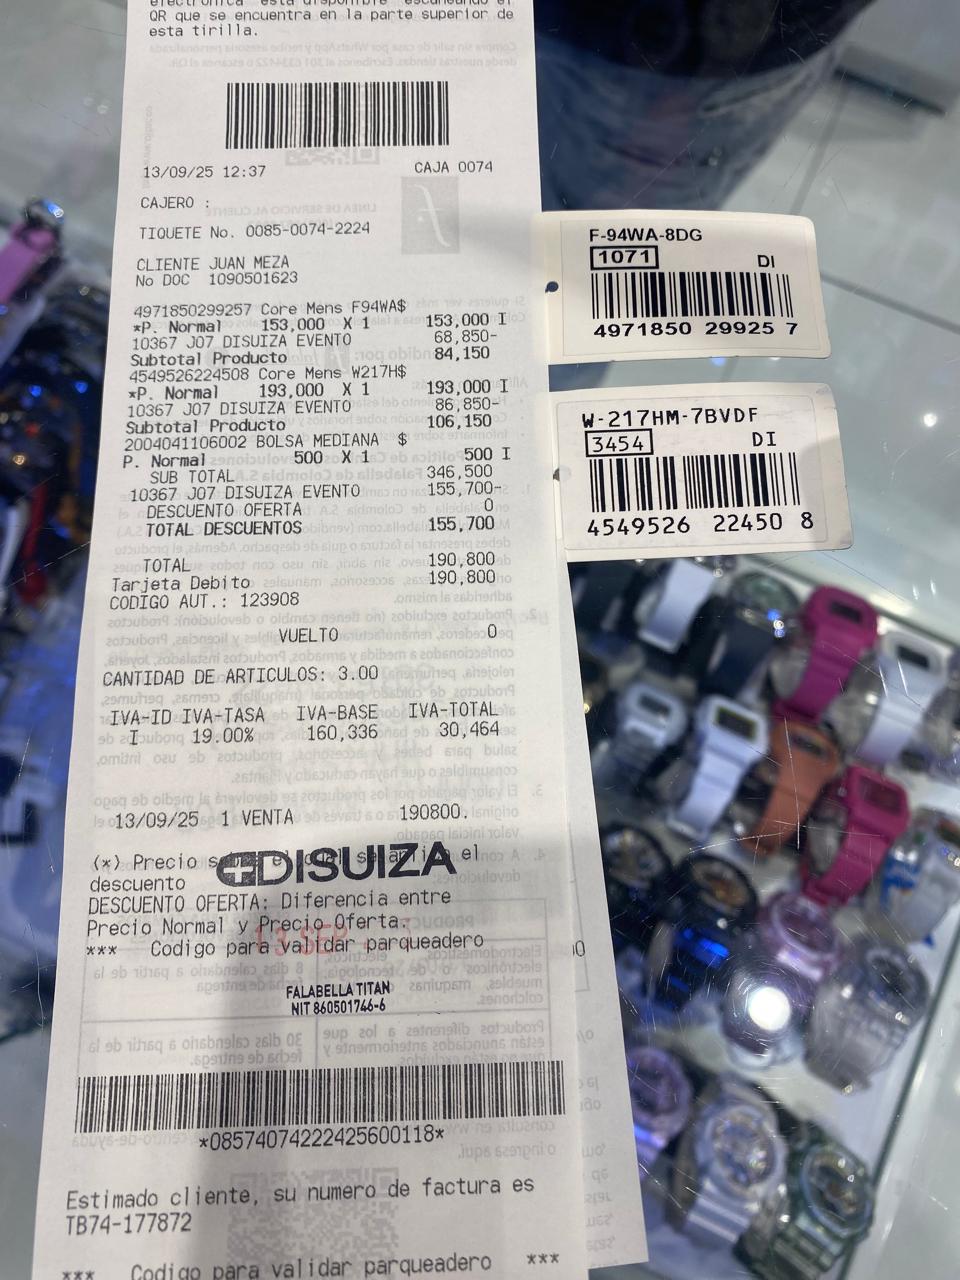 electronica esta disponible escaneando el
QR que se encuentra en la parte superior de
esta tirilla.
13/09/25 12:37 CAJA 0074
CAJERO :
TIQUETE No. 0085-0074-2224
CLIENTE JUAN MEZA
No DOC 1090501623
4971850299257 Core Mens F94WA$
*P. Normal 153,000 X 1 153,000 I
10367 J07 DISUIZA EVENTO 68,850-
Subtotal Producto 84,150
4549526224508 Core Mens W217H$
*P. Normal 193,000 X 1 193,000 I
10367 J07 DISUIZA EVENTO 86,850-
Subtotal Producto 106,150
2004041106002 BOLSA MEDIANA $
P. Normal 500 X 1 500 I
SUB TOTAL 346,500
10367 J07 DISUIZA EVENTO 155,700-
DESCUENTO OFERTA 0
TOTAL DESCUENTOS 155,700
TOTAL 190,800
Tarjeta Debito 190,800
CODIGO AUT.: 123908
VUELTO 0
CANTIDAD DE ARTICULOS: 3.00
IVA-ID IVA-TASA IVA-BASE IVA-TOTAL
I 19.00% 160,336 30,464
13/09/25 1 VENTA 190800.
(*) Precio el
DISUIZA
descuento
DESCUENTO OFERTA: Diferencia entre
Precio Normal y Precio Oferta.
13 SEP
*** Codigo para validar parqueadero
FALABELLA TITAN
NIT 860501746-6
*08574074222425600118*
Estimado cliente, su numero de factura es
TB74-177872
*** Codigo para validar parqueadero ***
F-94WA-8DG
1071 DI
4971850 29925 7
W-217HM-7BVDF
3454 DI
4549526 22450 8